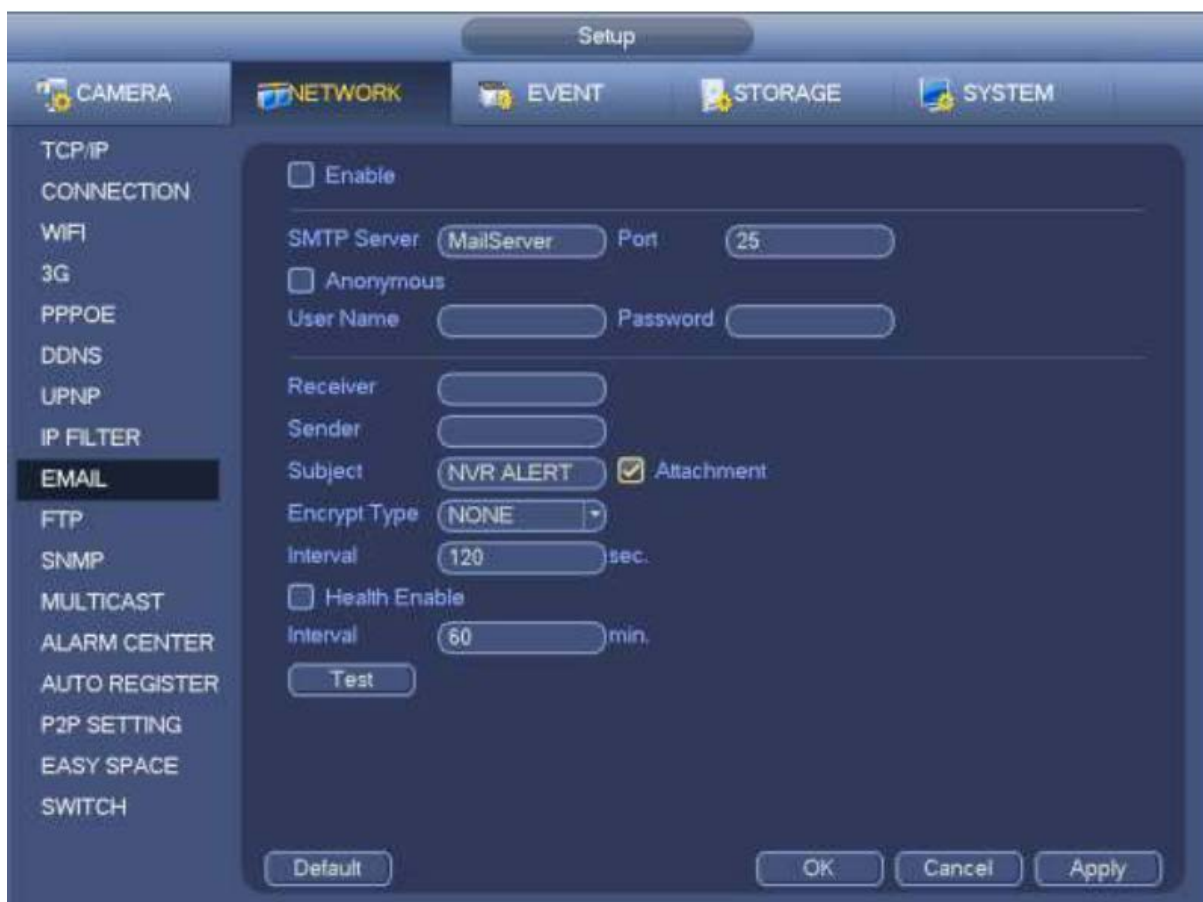 Setup
CAMERA NETWORK EVENT STORAGE SYSTEM
TCP/IP
CONNECTION
WIFI
3G
PPPOE
DDNS
UPNP
IP FILTER
EMAIL
FTP
SNMP
MULTICAST
ALARM CENTER
AUTO REGISTER
P2P SETTING
EASY SPACE
SWITCH
Enable
SMTP Server MailServer Port 25
Anonymous
User Name Password
Receiver
Sender
Subject NVR ALERT Attachment
Encrypt Type NONE
Interval 120 sec.
Health Enable
Interval 60 min.
Test
Default OK Cancel Apply